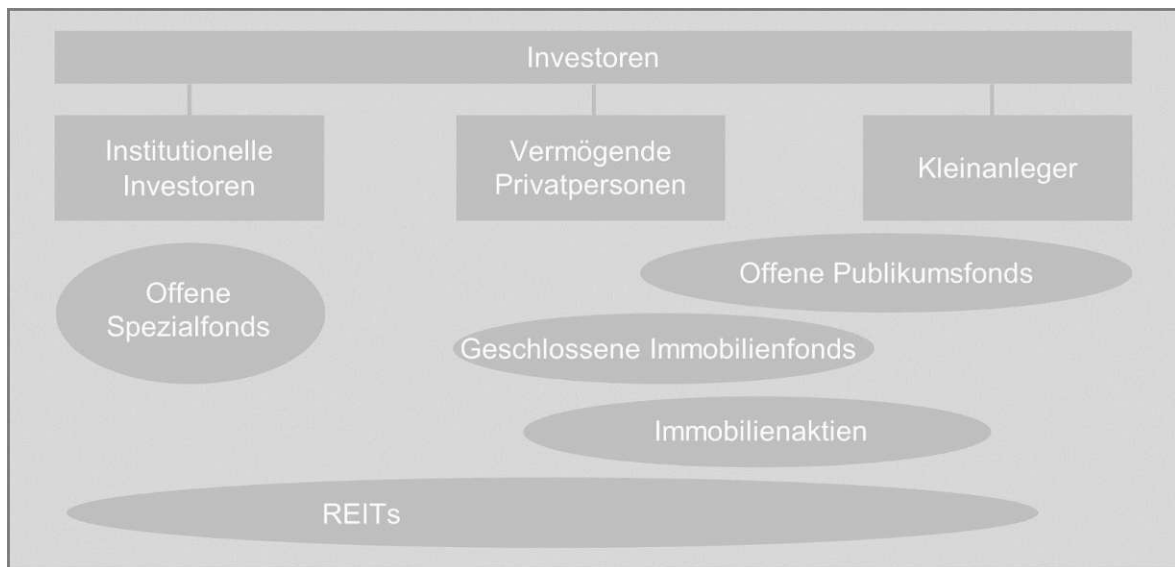 Investoren
Institutionelle
Investoren
Vermögende
Privatpersonen
Kleinanleger
Offene Publikumsfonds
Offene
Spezialfonds
Geschlossene Immobilienfonds
Immobilienaktien
REITs